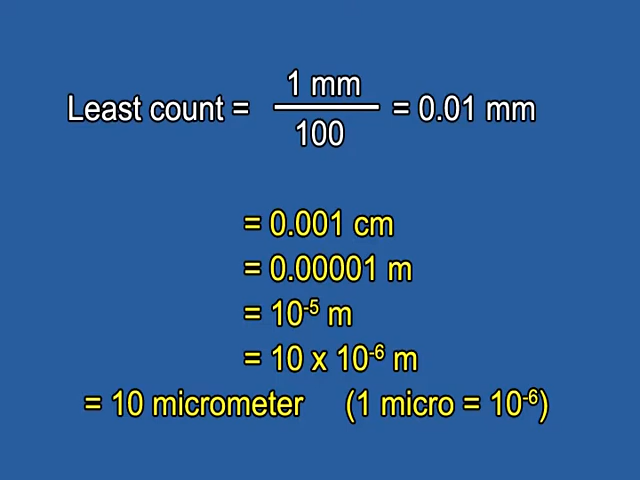 Least count = 1 mm / 100 = 0.01 mm
= 0.001 cm
= 0.00001 m
= 10⁻⁵ m
= 10 x 10⁻⁶ m
= 10 micrometer (1 micro = 10⁻⁶)